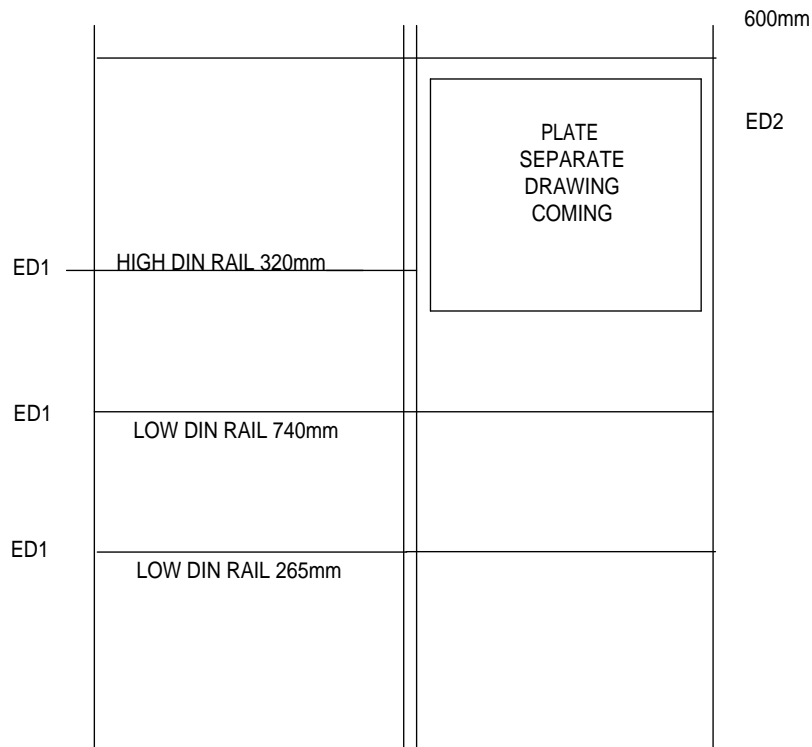 600mm
ED2
PLATE
SEPARATE
DRAWING
COMING
ED1
HIGH DIN RAIL 320mm
ED1
LOW DIN RAIL 740mm
ED1
LOW DIN RAIL 265mm